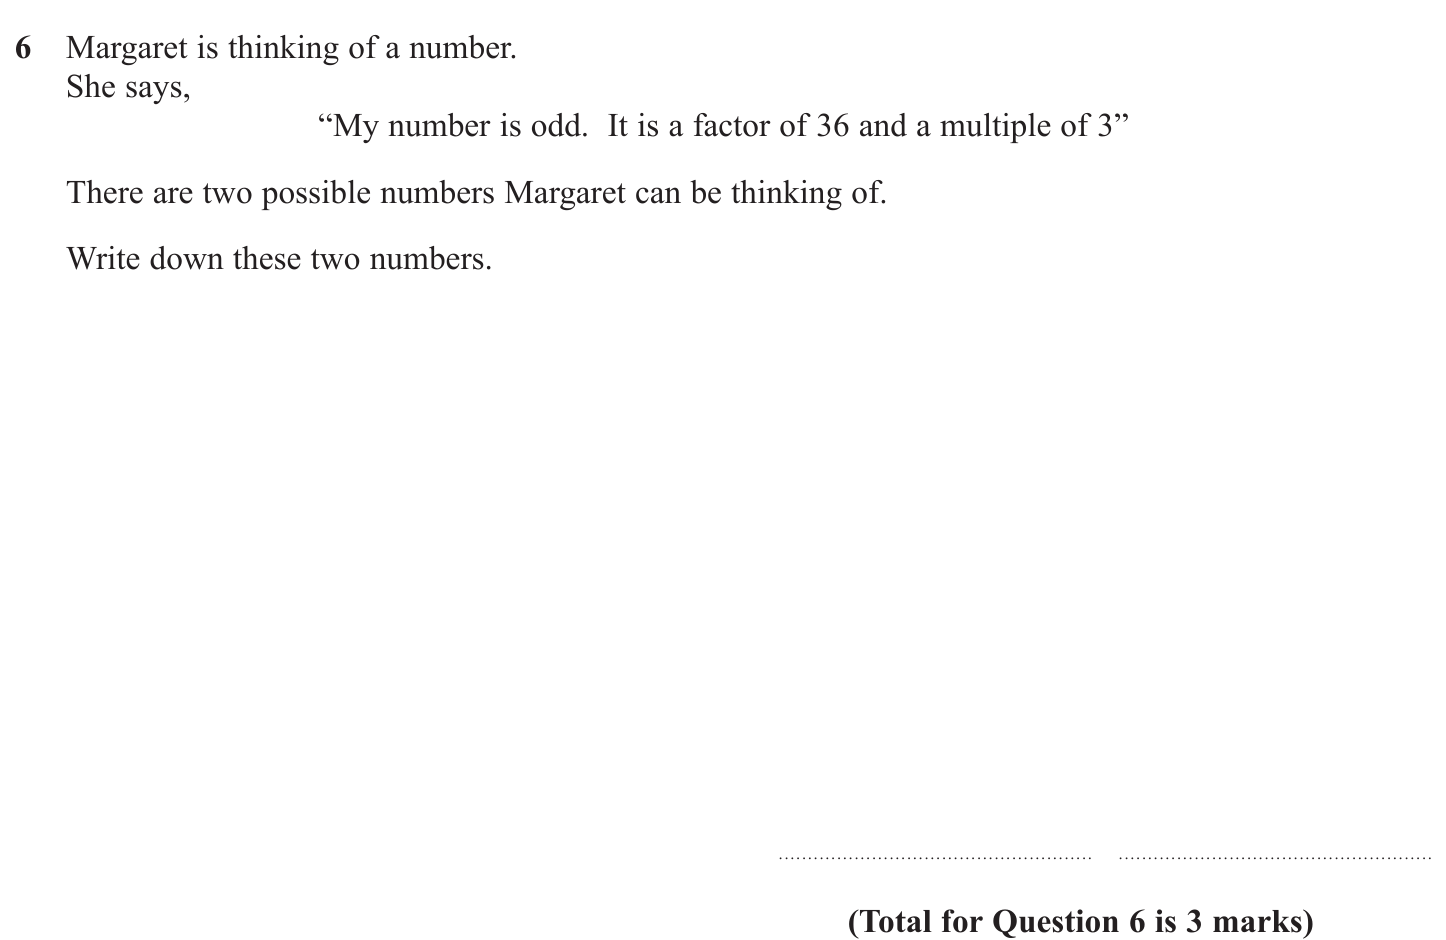 6 Margaret is thinking of a number.
She says,
“My number is odd. It is a factor of 36 and a multiple of 3”
There are two possible numbers Margaret can be thinking of.
Write down these two numbers.
(Total for Question 6 is 3 marks)